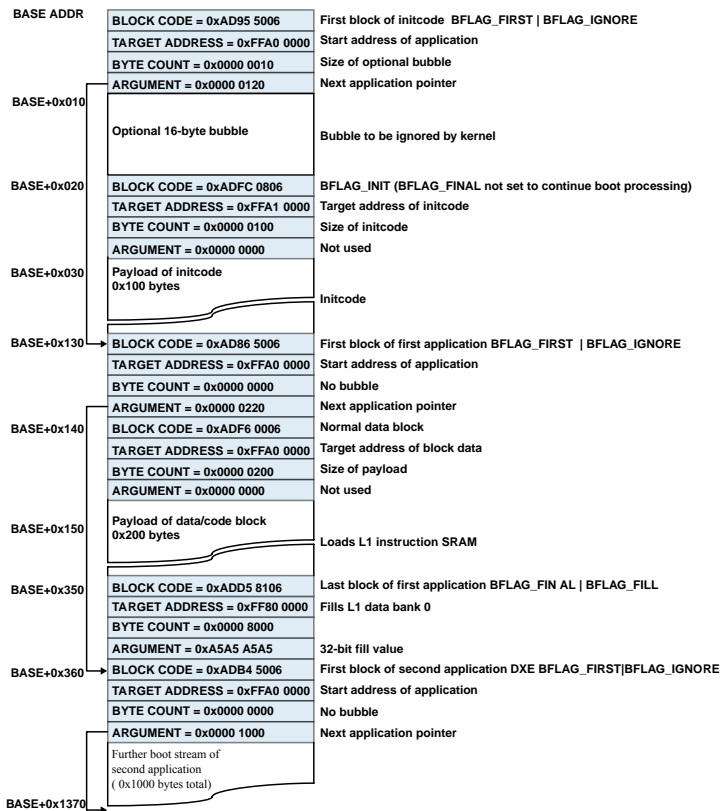 BASE ADDR
BLOCK CODE = 0xAD95 5006 First block of initcode BFLAG_FIRST | BFLAG_IGNORE
TARGET ADDRESS = 0xFFA0 0000 Start address of application
BYTE COUNT = 0x0000 0010 Size of optional bubble
ARGUMENT = 0x0000 0120 Next application pointer
BASE+0x010
Optional 16-byte bubble Bubble to be ignored by kernel
BASE+0x020 BLOCK CODE = 0xADFC 0806 BFLAG_INIT (BFLAG_FINAL not set to continue boot processing)
TARGET ADDRESS = 0xFFA1 0000 Target address of initcode
BYTE COUNT = 0x0000 0100 Size of initcode
ARGUMENT = 0x0000 0000 Not used
BASE+0x030 Payload of initcode
0x100 bytes
Initcode
BASE+0x130 BLOCK CODE = 0xAD86 5006 First block of first application BFLAG_FIRST | BFLAG_IGNORE
TARGET ADDRESS = 0xFFA0 0000 Start address of application
BYTE COUNT = 0x0000 0000 No bubble
ARGUMENT = 0x0000 0220 Next application pointer
BASE+0x140 BLOCK CODE = 0xADF6 0006 Normal data block
TARGET ADDRESS = 0xFFA0 0000 Target address of block data
BYTE COUNT = 0x0000 0200 Size of payload
ARGUMENT = 0x0000 0000 Not used
BASE+0x150 Payload of data/code block
0x200 bytes
Loads L1 instruction SRAM
BASE+0x350 BLOCK CODE = 0xADD5 8106 Last block of first application BFLAG_FIN AL | BFLAG_FILL
TARGET ADDRESS = 0xFF80 0000 Fills L1 data bank 0
BYTE COUNT = 0x0000 8000
ARGUMENT = 0xA5A5 A5A5 32-bit fill value
BASE+0x360 BLOCK CODE = 0xADB4 5006 First block of second application DXE BFLAG_FIRST|BFLAG_IGNORE
TARGET ADDRESS = 0xFFA0 0000 Start address of application
BYTE COUNT = 0x0000 0000 No bubble
ARGUMENT = 0x0000 1000 Next application pointer
Further boot stream of
second application
( 0x1000 bytes total)
BASE+0x1370